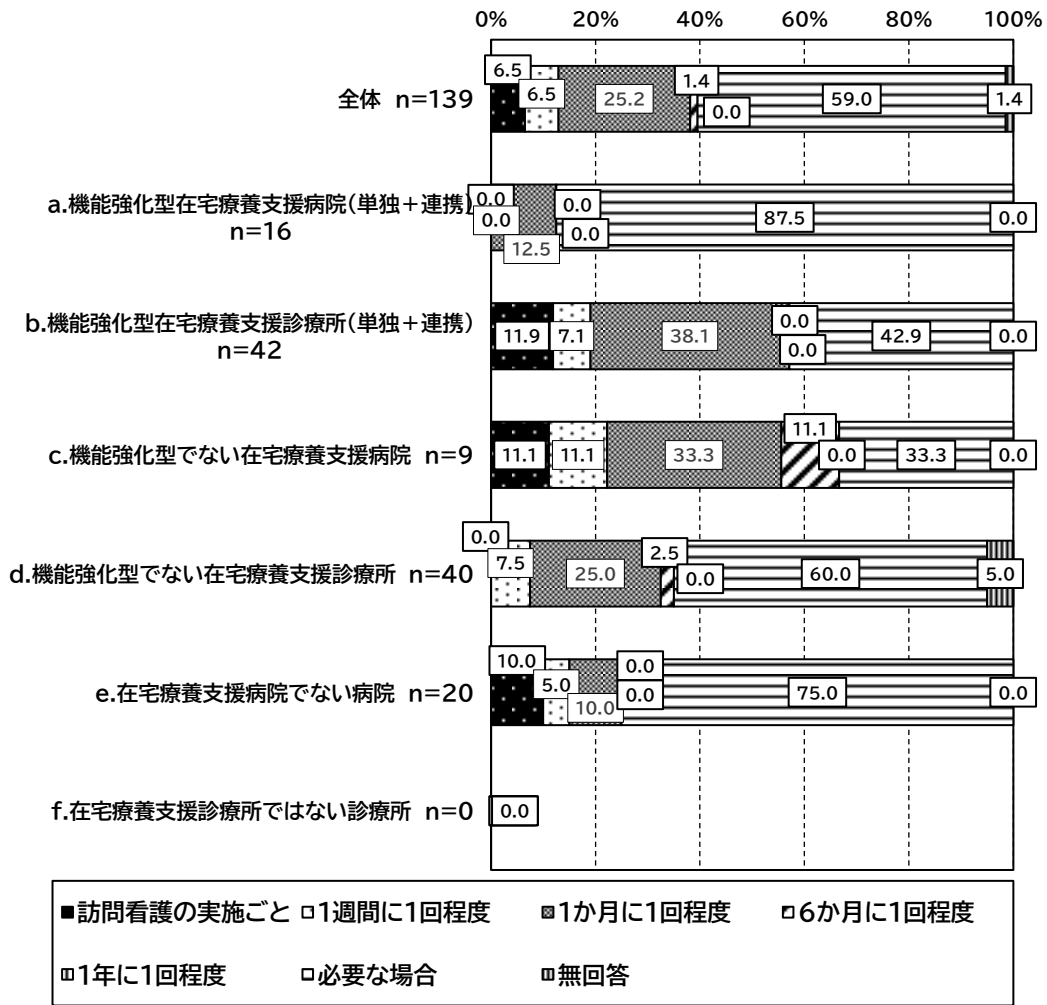 0% 20% 40% 60% 80% 100%
全体 n=139
6.5 6.5 25.2 1.4 0.0 59.0 1.4
a.機能強化型在宅療養支援病院(単独+連携)
n=16
0.0 0.0 12.5 0.0 0.0 87.5 0.0
b.機能強化型在宅療養支援診療所(単独+連携)
n=42
11.9 7.1 38.1 0.0 0.0 42.9 0.0
c.機能強化型でない在宅療養支援病院 n=9
11.1 11.1 33.3 11.1 0.0 33.3 0.0
d.機能強化型でない在宅療養支援診療所 n=40
0.0 7.5 25.0 2.5 0.0 60.0 5.0
e.在宅療養支援病院でない病院 n=20
10.0 5.0 10.0 0.0 0.0 75.0 0.0
f.在宅療養支援診療所ではない診療所 n=0
0.0
訪問看護の実施ごと 1週間に1回程度 1か月に1回程度 6か月に1回程度
1年に1回程度 必要な場合 無回答